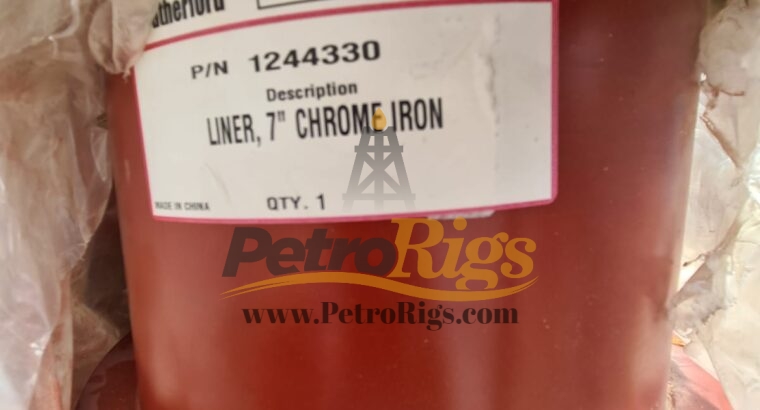 P/N 1244330
Description
LINER, 7" CHROME IRON
MADE IN CHINA
QTY. 1
PetroRigs
www.PetroRigs.com